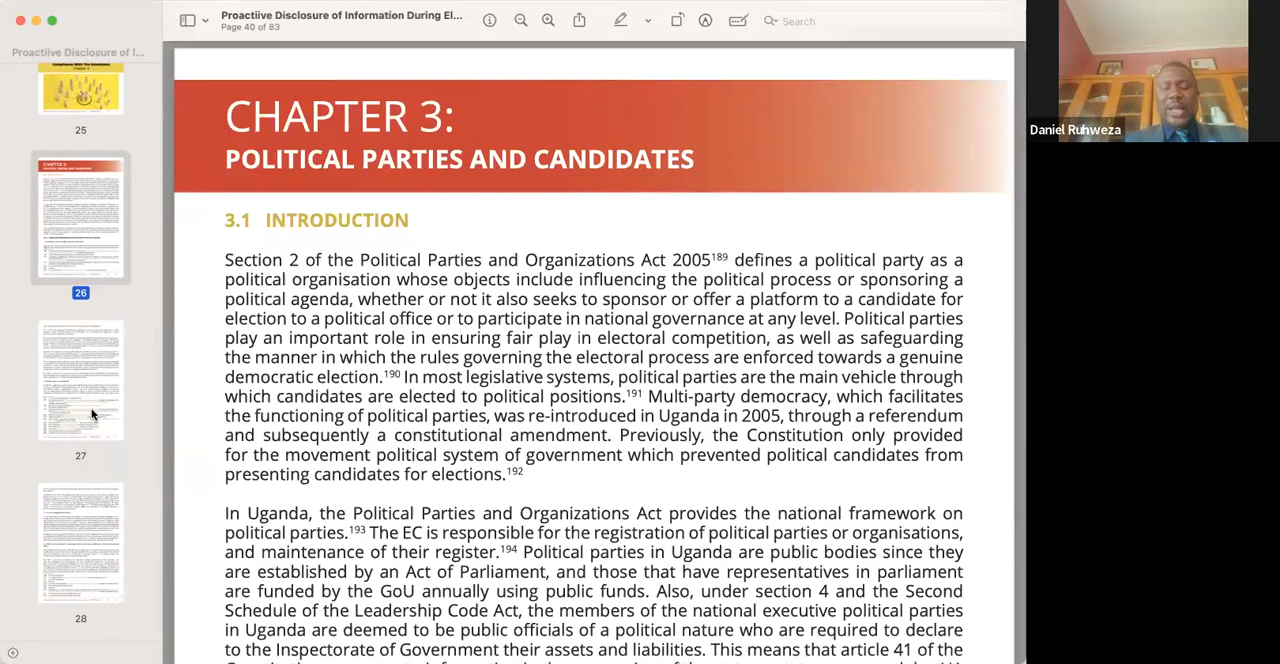 Proactiive Disclosure of Information During El...
Page 40 of 83
Search
Proactiive Disclosure of I...
Compliance With The Guidelines
25
26
27
28
CHAPTER 3:
POLITICAL PARTIES AND CANDIDATES
3.1 INTRODUCTION
Section 2 of the Political Parties and Organizations Act 2005¹⁸⁹ defines a political party as a
political organisation whose objects include influencing the political process or sponsoring a
political agenda, whether or not it also seeks to sponsor or offer a platform to a candidate for
election to a political office or to participate in national governance at any level. Political parties
play an important role in ensuring fair play in electoral competition, as well as safeguarding
the manner in which the rules governing the electoral process are enforced towards a genuine
democratic election.¹⁹⁰ In most legislative systems, political parties are the main vehicle through
which candidates are elected to political positions.¹⁹¹ Multi-party democracy, which facilitates
the functioning of political parties was re-introduced in Uganda in 2005, through a referendum
and subsequently a constitutional amendment. Previously, the Constitution only provided
for the movement political system of government which prevented political candidates from
presenting candidates for elections.¹⁹²
In Uganda, the Political Parties and Organizations Act provides the national framework on
political parties.¹⁹³ The EC is responsible for the registration of political parties or organisations,
and maintenance of their registers. Political parties in Uganda are public bodies since they
are established by an Act of Parliament, and those that have representatives in parliament
are funded by the GoU annually using public funds. Also, under section 4 and the Second
Schedule of the Leadership Code Act, the members of the national executive political parties
in Uganda are deemed to be public officials of a political nature who are required to declare
to the Inspectorate of Government their assets and liabilities. This means that article 41 of the
Daniel Ruhweza